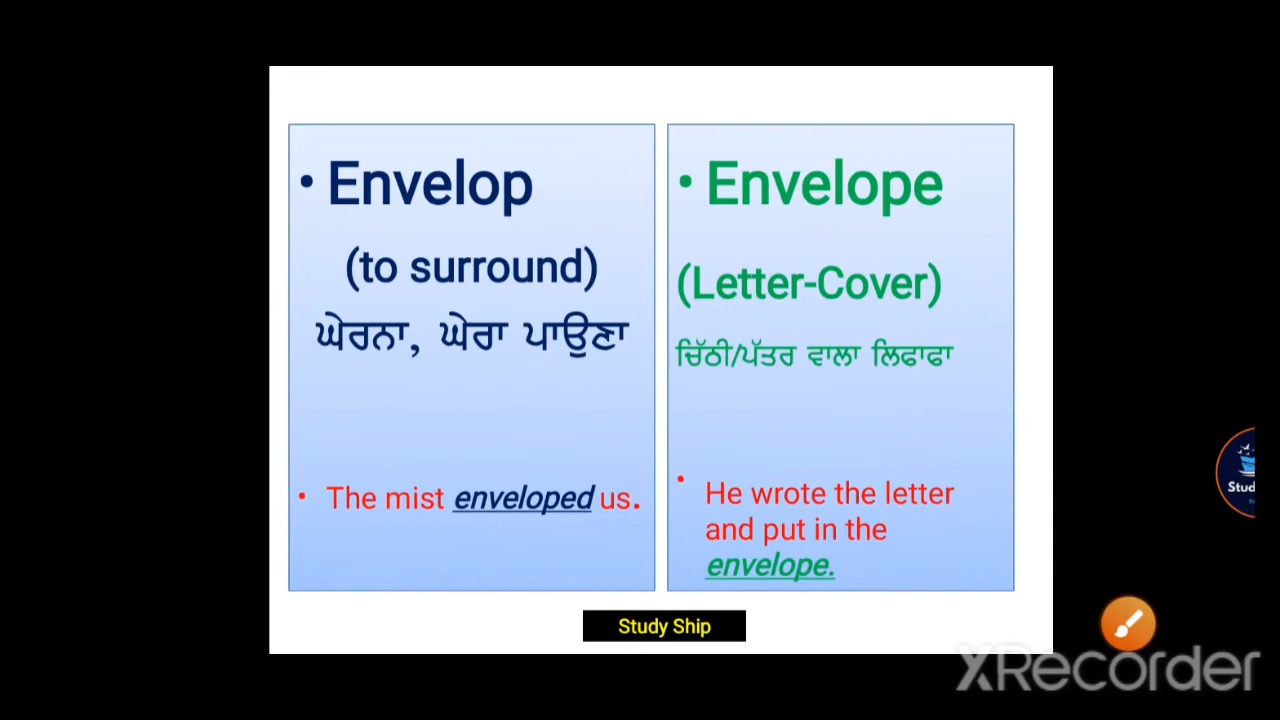 • Envelop
(to surround)
ਘੇਰਨਾ, ਘੇਰਾ ਪਾਉਣਾ
• The mist enveloped us.
• Envelope
(Letter-Cover)
ਚਿੱਠੀ/ਪੱਤਰ ਵਾਲਾ ਲਿਫਾਫਾ
• He wrote the letter
and put in the
envelope.
Study Ship
XRecorder